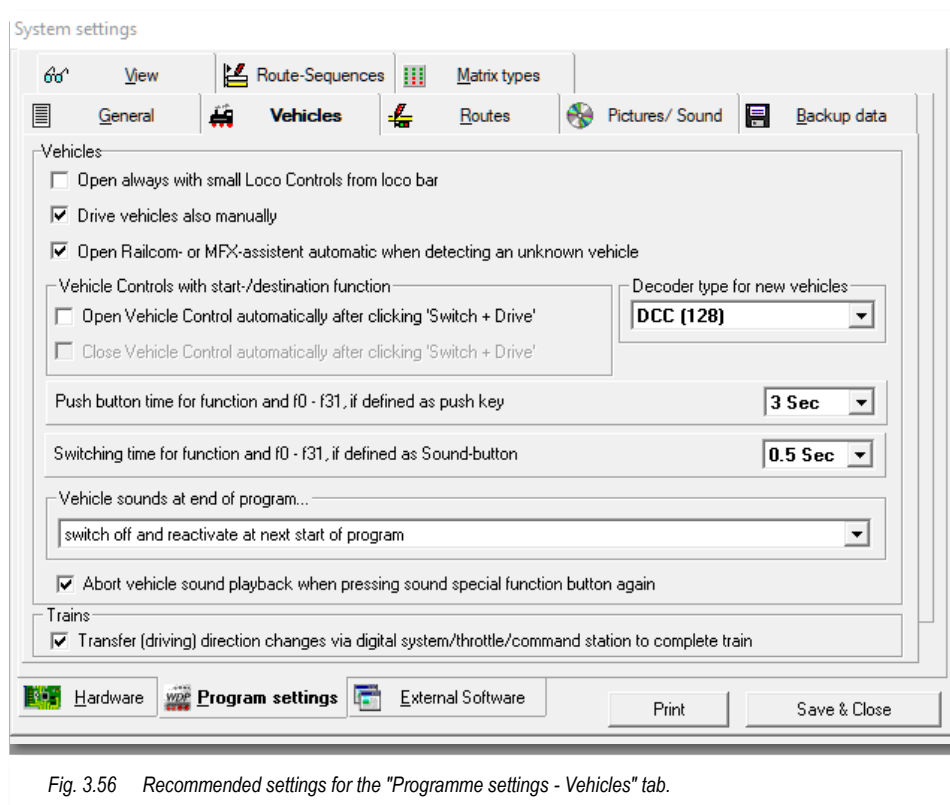 System settings
View
Route-Sequences
Matrix types
General
Vehicles
Routes
Pictures/ Sound
Backup data
Vehicles
Open always with small Loco Controls from loco bar
Drive vehicles also manually
Open Railcom- or MFX-assistent automatic when detecting an unknown vehicle
Vehicle Controls with start-/destination function
Decoder type for new vehicles
Open Vehicle Control automatically after clicking 'Switch + Drive'
DCC (128)
Close Vehicle Control automatically after clicking 'Switch + Drive'
Push button time for function and f0 - f31, if defined as push key
3 Sec
Switching time for function and f0 - f31, if defined as Sound-button
0.5 Sec
Vehicle sounds at end of program...
switch off and reactivate at next start of program
Abort vehicle sound playback when pressing sound special function button again
Trains
Transfer (driving) direction changes via digital system/throttle/command station to complete train
Hardware
WDP
Program settings
External Software
Print
Save & Close
Fig. 3.56 Recommended settings for the "Programme settings - Vehicles" tab.